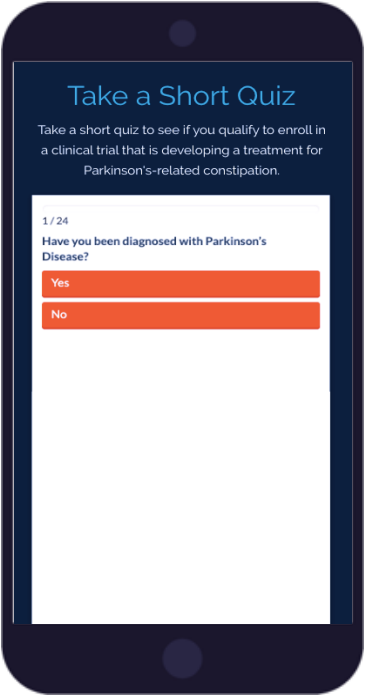 Take a Short Quiz
Take a short quiz to see if you qualify to enroll in
a clinical trial that is developing a treatment for
Parkinson's-related constipation.
1 / 24
Have you been diagnosed with Parkinson's
Disease?
Yes
No